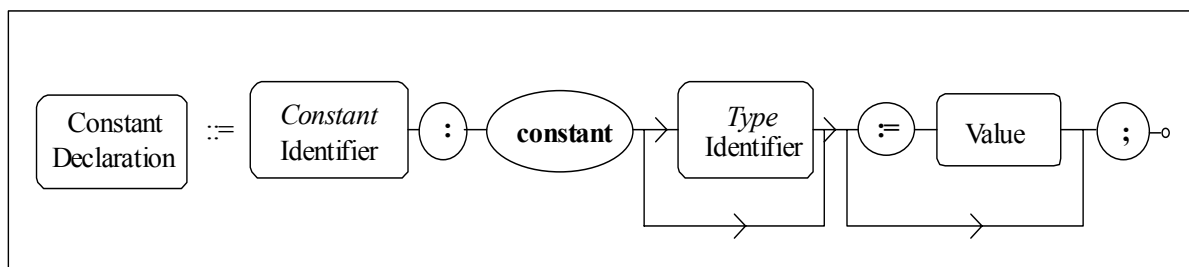 Constant
Declaration
::=
Constant
Identifier
:
constant
Type
Identifier
:=
Value
;